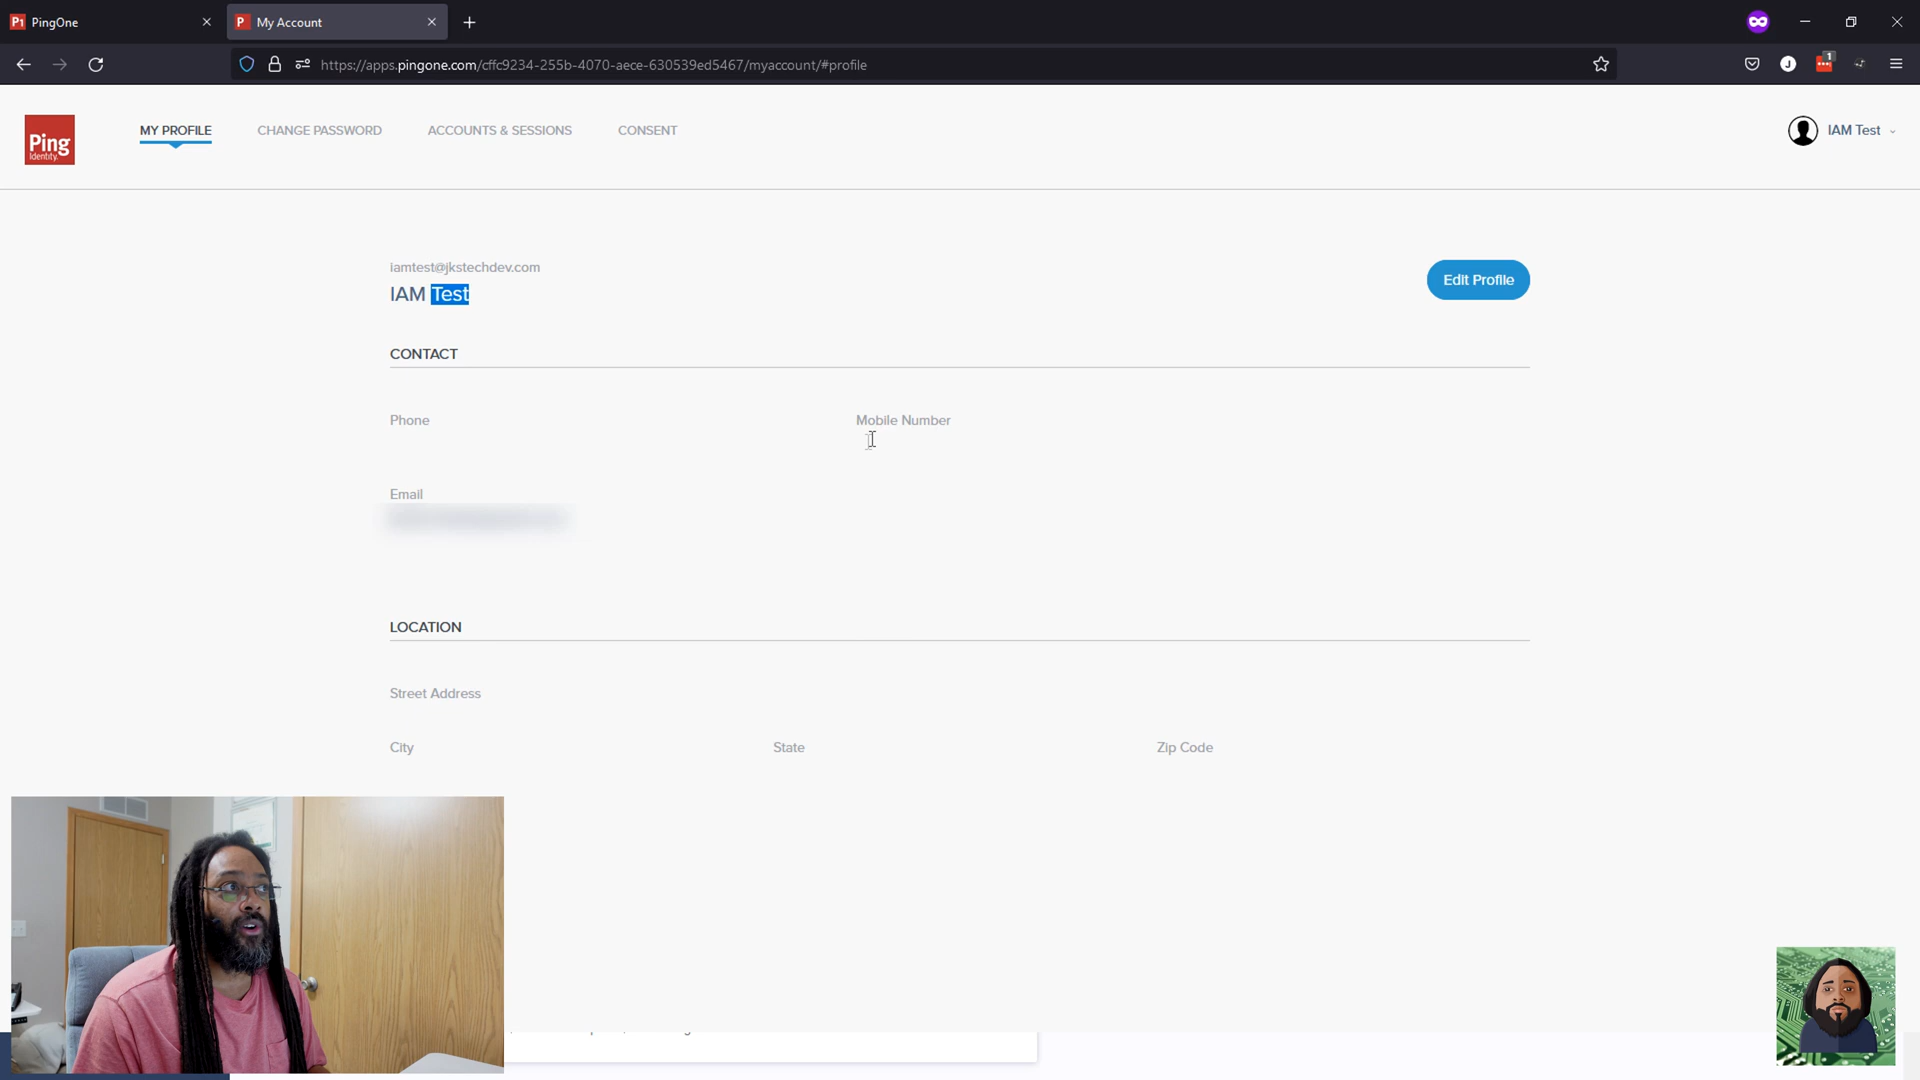 PingOne
My Account
https://apps.pingone.com/cffc9234-255b-4070-aece-630539ed5467/myaccount/#profile
J
1
Ping
Identity.
MY PROFILE
CHANGE PASSWORD
ACCOUNTS & SESSIONS
CONSENT
IAM Test
iamtest@jkstechdev.com
IAM Test
Edit Profile
CONTACT
Phone
Mobile Number
Email
LOCATION
Street Address
City
State
Zip Code